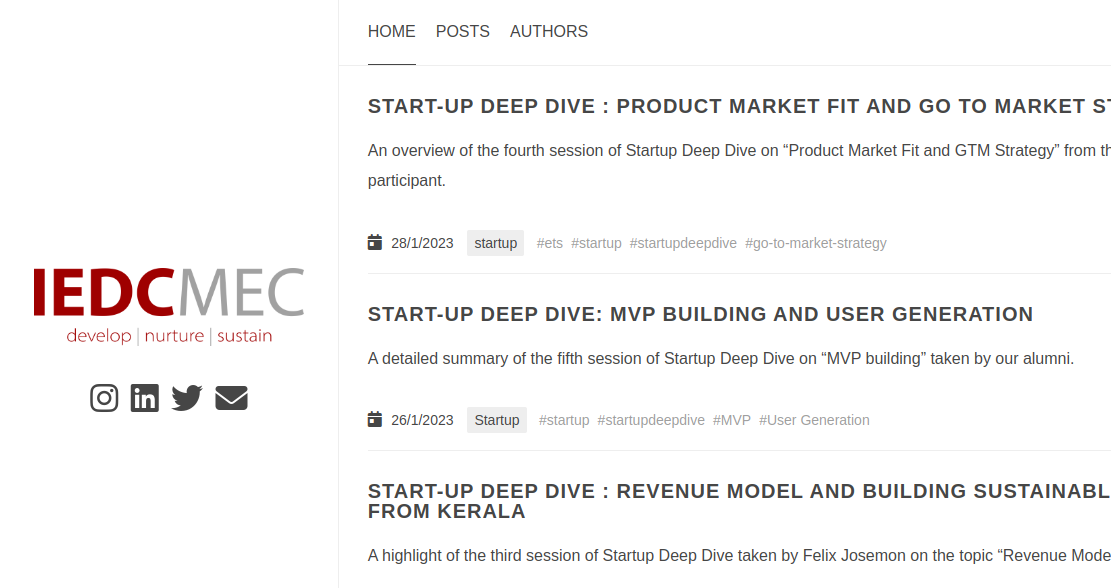 HOME POSTS AUTHORS
START-UP DEEP DIVE : PRODUCT MARKET FIT AND GO TO MARKET
An overview of the fourth session of Startup Deep Dive on “Product Market Fit and GTM Strategy” from
participant.
28/1/2023 startup #ets #startup #startupdeepdive #go-to-market-strategy
IEDCMEC
develop | nurture | sustain
START-UP DEEP DIVE: MVP BUILDING AND USER GENERATION
A detailed summary of the fifth session of Startup Deep Dive on “MVP building” taken by our alumni.
26/1/2023 Startup #startup #startupdeepdive #MVP #User Generation
START-UP DEEP DIVE : REVENUE MODEL AND BUILDING SUSTAINABL
FROM KERALA
A highlight of the third session of Startup Deep Dive taken by Felix Josemon on the topic “Revenue Mode